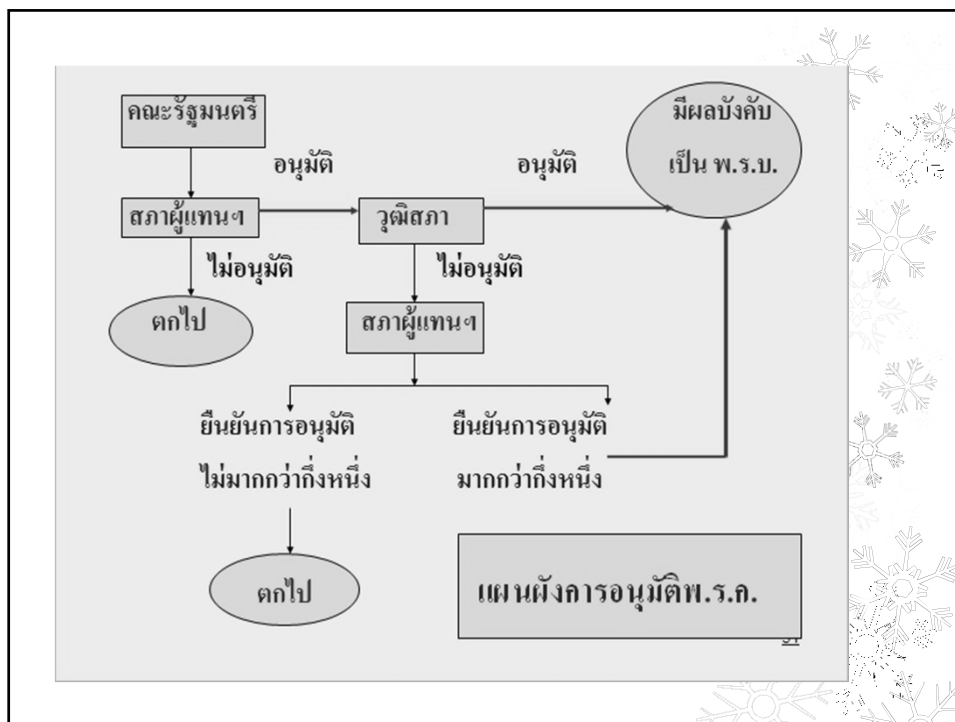 คณะรัฐมนตรี
มีผลบังคับ
เป็น พ.ร.บ.
อนุมัติ
อนุมัติ
สภาผู้แทนฯ
วุฒิสภา
ไม่อนุมัติ
ไม่อนุมัติ
ตกไป
สภาผู้แทนฯ
ยืนยันการอนุมัติ
ไม่มากกว่ากึ่งหนึ่ง
ยืนยันการอนุมัติ
มากกว่ากึ่งหนึ่ง
ตกไป
แผนผังการอนุมัติพ.ร.ก.